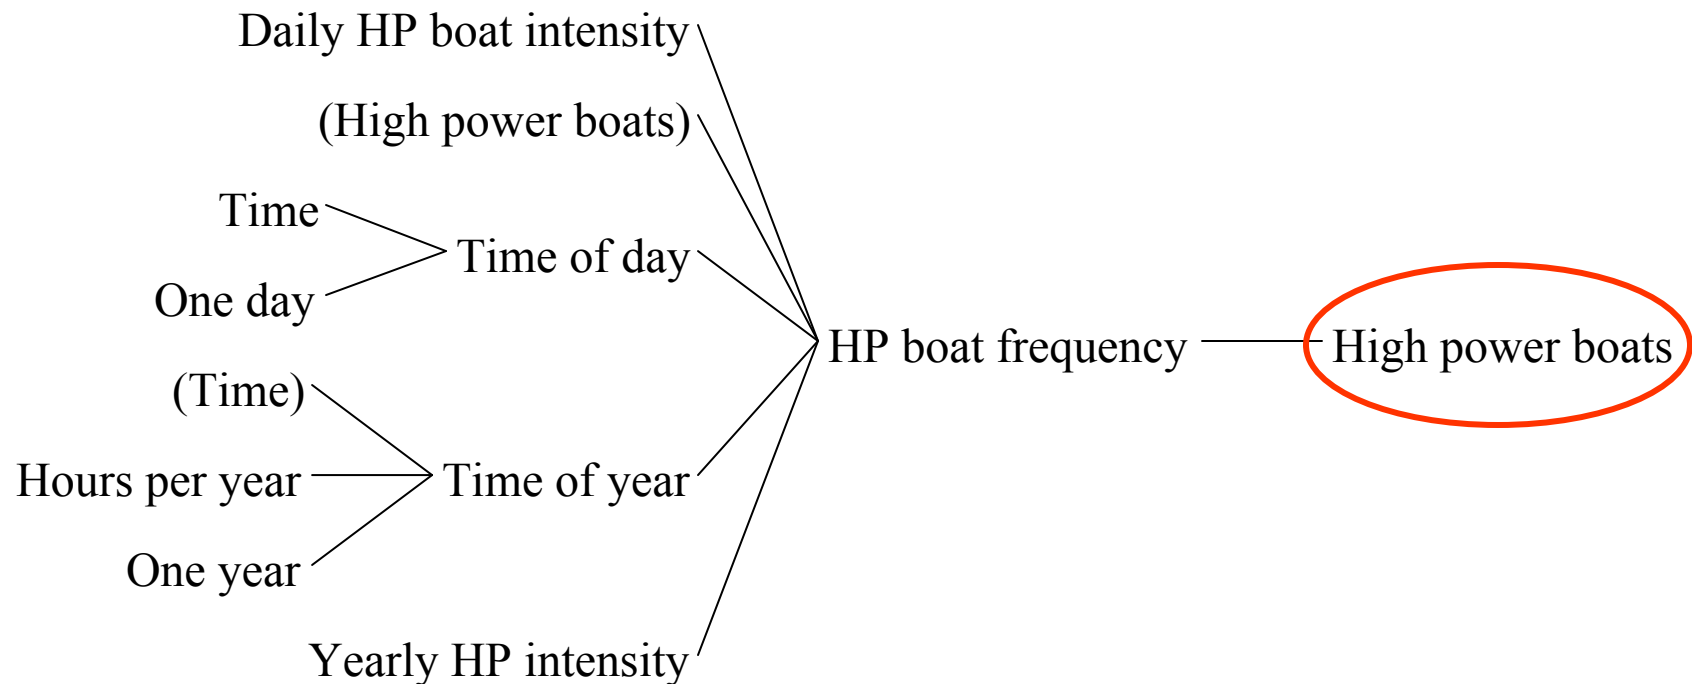 Daily HP boat intensity
(High power boats)
Time
Time of day
One day
HP boat frequency
High power boats
(Time)
Hours per year
Time of year
One year
Yearly HP intensity